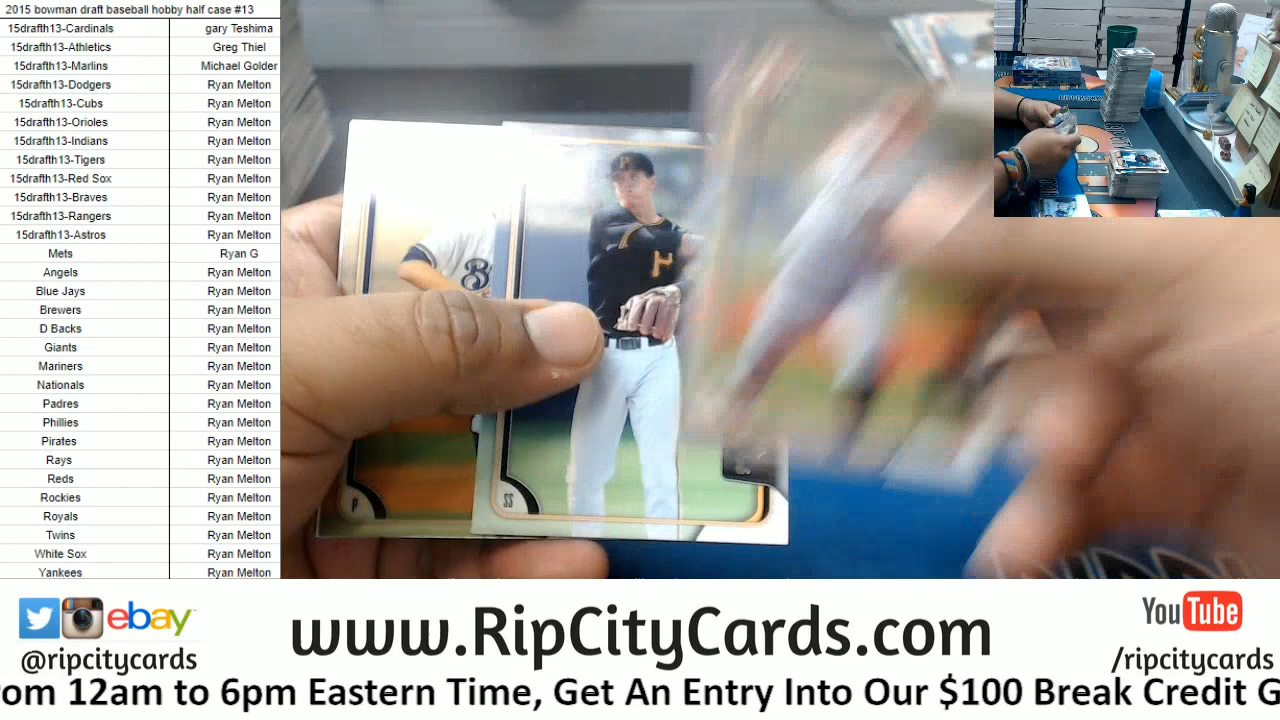 2015 bowman draft baseball hobby half case #13
15drafth13-Cardinals gary Teshima
15drafth13-Athletics Greg Thiel
15drafth13-Marlins Michael Golder
15drafth13-Dodgers Ryan Melton
15drafth13-Cubs Ryan Melton
15drafth13-Orioles Ryan Melton
15drafth13-Indians Ryan Melton
15drafth13-Tigers Ryan Melton
15drafth13-Red Sox Ryan Melton
15drafth13-Braves Ryan Melton
15drafth13-Rangers Ryan Melton
15drafth13-Astros Ryan Melton
Mets Ryan G
Angels Ryan Melton
Blue Jays Ryan Melton
Brewers Ryan Melton
D Backs Ryan Melton
Giants Ryan Melton
Mariners Ryan Melton
Nationals Ryan Melton
Padres Ryan Melton
Phillies Ryan Melton
Pirates Ryan Melton
Rays Ryan Melton
Reds Ryan Melton
Rockies Ryan Melton
Royals Ryan Melton
Twins Ryan Melton
White Sox Ryan Melton
Yankees Ryan Melton
B
P
P
SS
ebay
@ripcitycards
www.RipCityCards.com
YouTube
/ripcitycards
om 12am to 6pm Eastern Time, Get An Entry Into Our $100 Break Credit G